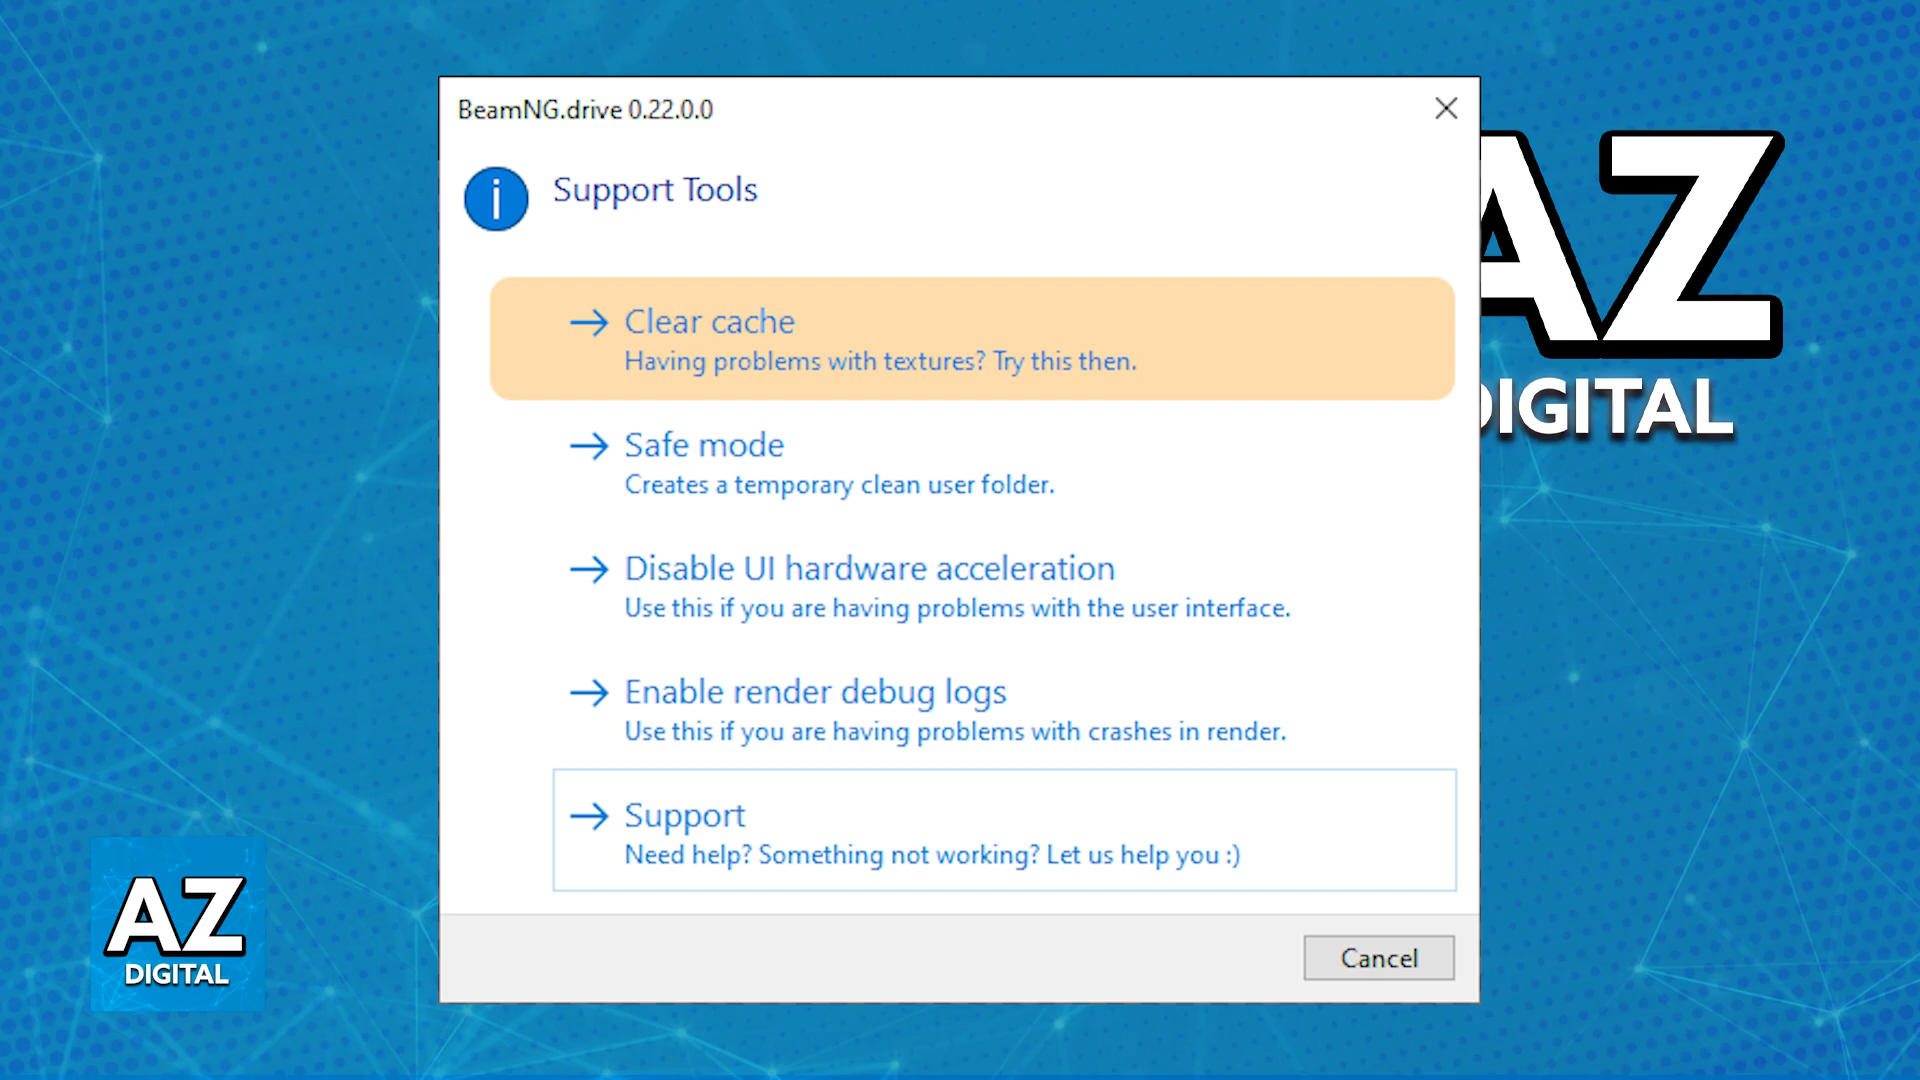 BeamNG.drive 0.22.0.0
Support Tools
Clear cache
Having problems with textures? Try this then.
Safe mode
Creates a temporary clean user folder.
Disable UI hardware acceleration
Use this if you are having problems with the user interface.
Enable render debug logs
Use this if you are having problems with crashes in render.
Support
Need help? Something not working? Let us help you :)
Cancel
AZ
DIGITAL
AZ
DIGITAL